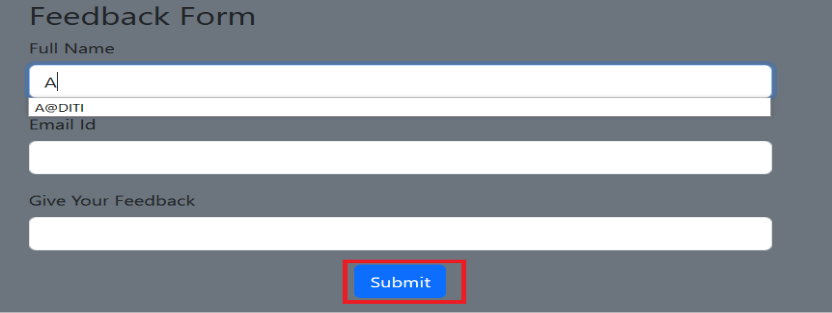 Feedback Form
Full Name
A
A@DITI
Email Id
Give Your Feedback
Submit